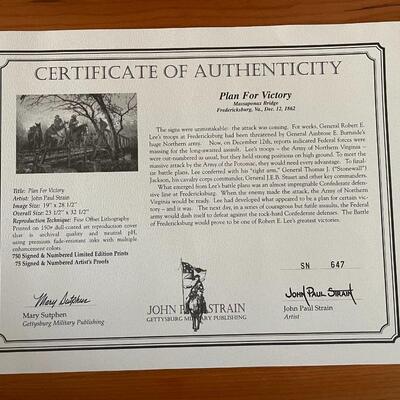 CERTIFICATE OF AUTHENTICITY
Plan For Victory
Massaponax Bridge
Fredericksburg, Va., Dec. 12, 1862
The signs were unmistakable: the attack was coming. For weeks, General Robert E.
Lee's troops at Fredericksburg had been threatened by General Ambrose E. Burnside's
huge Northern army. Now, on December 12th, reports indicated Federal forces were
massing for the long-awaited assault. Lee's troops – the Army of Northern Virginia –
were out-numbered as usual, but they held strong positions on high ground. To meet the
massive attack by the Army of the Potomac, they would need every advantage. To final-
ize battle plans, Lee conferred with his "right arm," General Thomas J. ("Stonewall")
Jackson, his cavalry corps commander, General J.E.B. Stuart and other key commanders.
What emerged from Lee's battle plans was an almost impregnable Confederate defen-
sive line at Fredericksburg. When the enemy made the attack, the Army of Northern
Virginia would be ready. Lee had developed what appeared to be a plan for certain vic-
tory – and it was. The next day, in a series of courageous but futile assaults, the Federal
army would dash itself to defeat against the rock-hard Confederate defenses. The Battle
of Fredericksburg would prove to be one of Robert E. Lee's greatest victories.
Title: Plan For Victory
Artist: John Paul Strain
Image Size: 19" x 28 1/2"
Overall Size: 23 1/2" x 32 1/2"
Reproduction Technique: Fine Offset Lithography
Printed on 150# dull-coated art reproduction cover
that is archival quality and neutral pH,
using premium fade-resistant inks with multiple
enhancement colors.
750 Signed & Numbered Limited Edition Prints
75 Signed & Numbered Artist's Proofs
SN 647
Mary Sutphen
Mary Sutphen
Gettysburg Military Publishing
JOHN PAUL STRAIN
GETTYSBURG MILITARY PUBLISHING
JOHN PAUL STRAIN
John Paul Strain
Artist